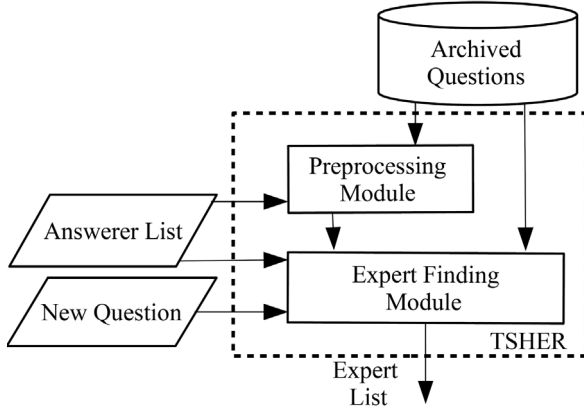 Archived
Questions
Preprocessing
Module
Answerer List
Expert Finding
Module
New Question
TSHER
Expert
List